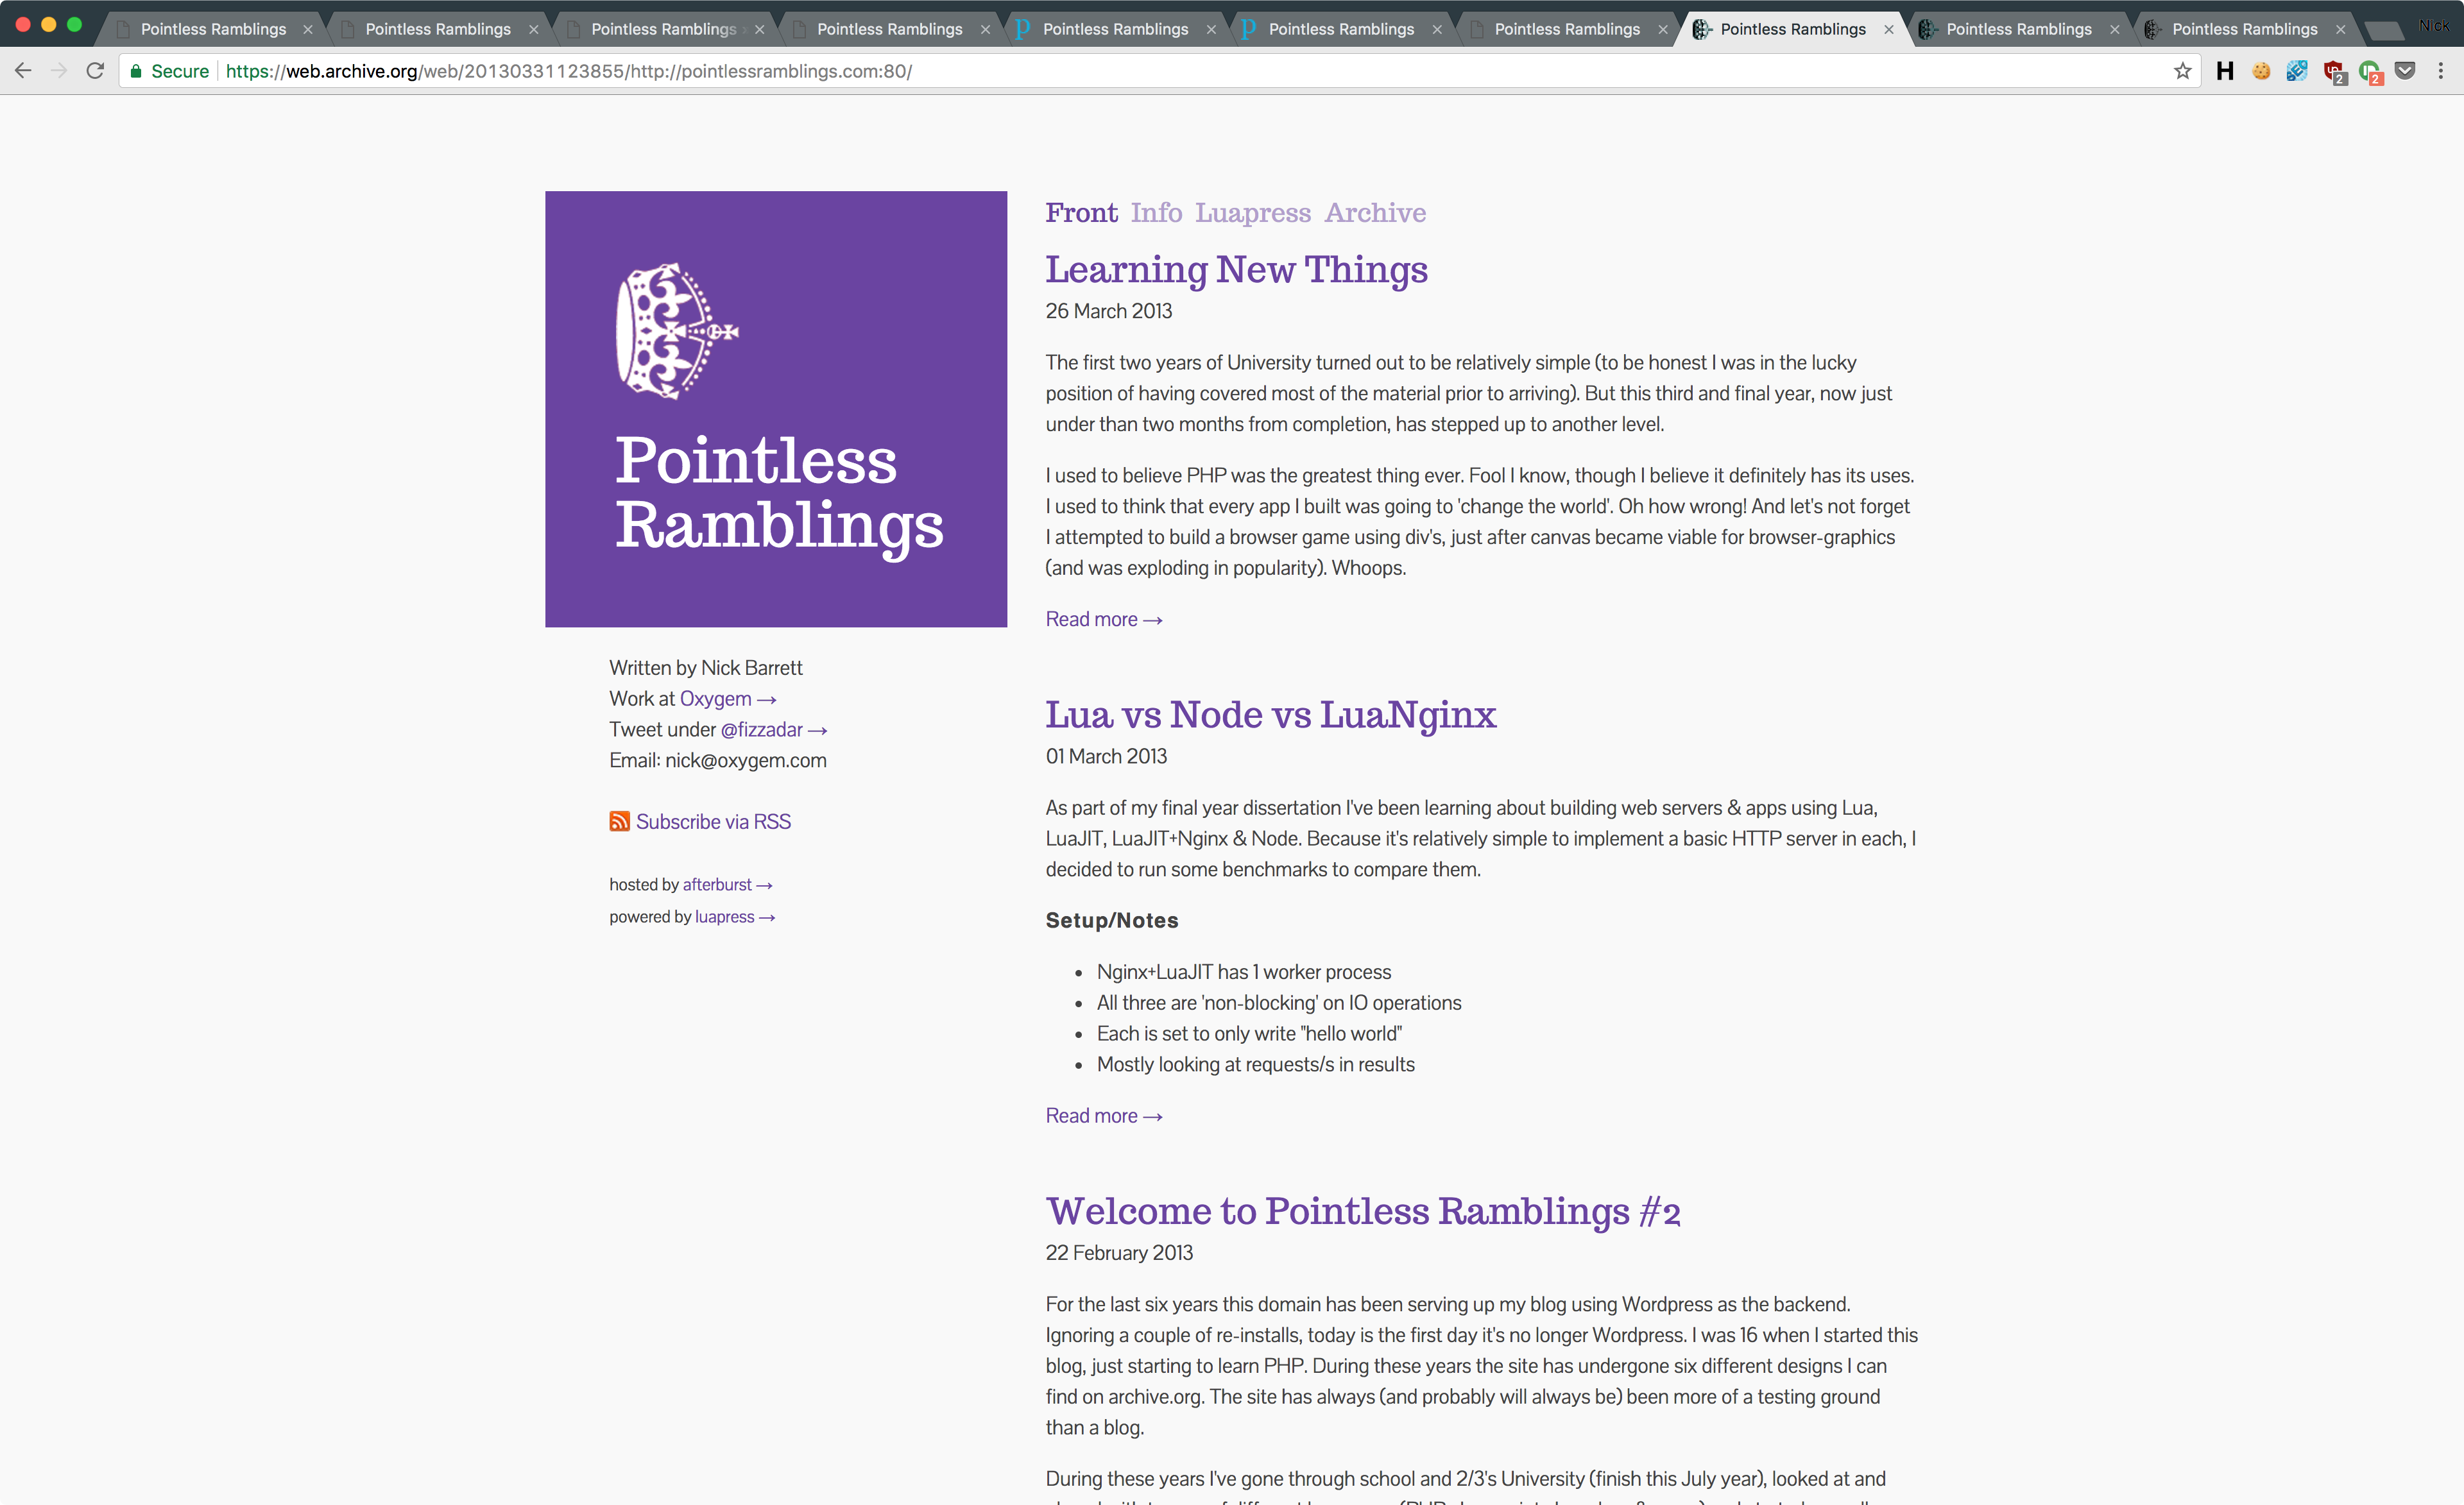 Pointless Ramblings
Pointless Ramblings
Pointless Ramblings
Pointless Ramblings
p Pointless Ramblings
p Pointless Ramblings
Pointless Ramblings
Pointless Ramblings
Pointless Ramblings
Pointless Ramblings
Nick
Secure https://web.archive.org/web/20130331123855/http://pointlessramblings.com:80/
H 2 2
Pointless
Ramblings
Written by Nick Barrett
Work at Oxygem →
Tweet under @fizzadar →
Email: nick@oxygem.com
Subscribe via RSS
hosted by afterburst →
powered by luapress →
Front Info Luapress Archive
Learning New Things
26 March 2013
The first two years of University turned out to be relatively simple (to be honest I was in the lucky
position of having covered most of the material prior to arriving). But this third and final year, now just
under than two months from completion, has stepped up to another level.
I used to believe PHP was the greatest thing ever. Fool I know, though I believe it definitely has its uses.
I used to think that every app I built was going to 'change the world'. Oh how wrong! And let's not forget
I attempted to build a browser game using div's, just after canvas became viable for browser-graphics
(and was exploding in popularity). Whoops.
Read more →
Lua vs Node vs LuaNginx
01 March 2013
As part of my final year dissertation I've been learning about building web servers & apps using Lua,
LuaJIT, LuaJIT+Nginx & Node. Because it's relatively simple to implement a basic HTTP server in each, I
decided to run some benchmarks to compare them.
Setup/Notes
• Nginx+LuaJIT has 1 worker process
• All three are 'non-blocking' on IO operations
• Each is set to only write "hello world"
• Mostly looking at requests/s in results
Read more →
Welcome to Pointless Ramblings #2
22 February 2013
For the last six years this domain has been serving up my blog using Wordpress as the backend.
Ignoring a couple of re-installs, today is the first day it's no longer Wordpress. I was 16 when I started this
blog, just starting to learn PHP. During these years the site has undergone six different designs I can
find on archive.org. The site has always (and probably will always be) been more of a testing ground
than a blog.
During these years I've gone through school and 2/3's University (finish this July year), looked at and